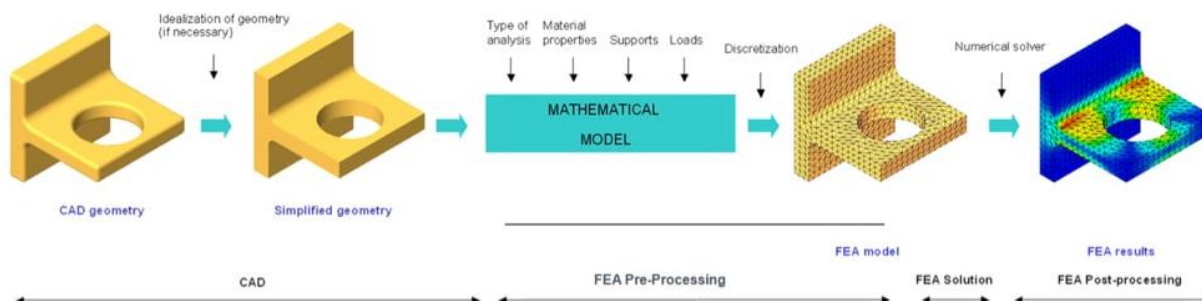 Idealization of geometry
(if necessary)
Type of
analysis
Material
properties
Supports
Loads
Discretization
Numerical solver
MATHEMATICAL
MODEL
CAD geometry
Simplified geometry
FEA model
FEA results
CAD
FEA Pre-Processing
FEA Solution
FEA Post-processing